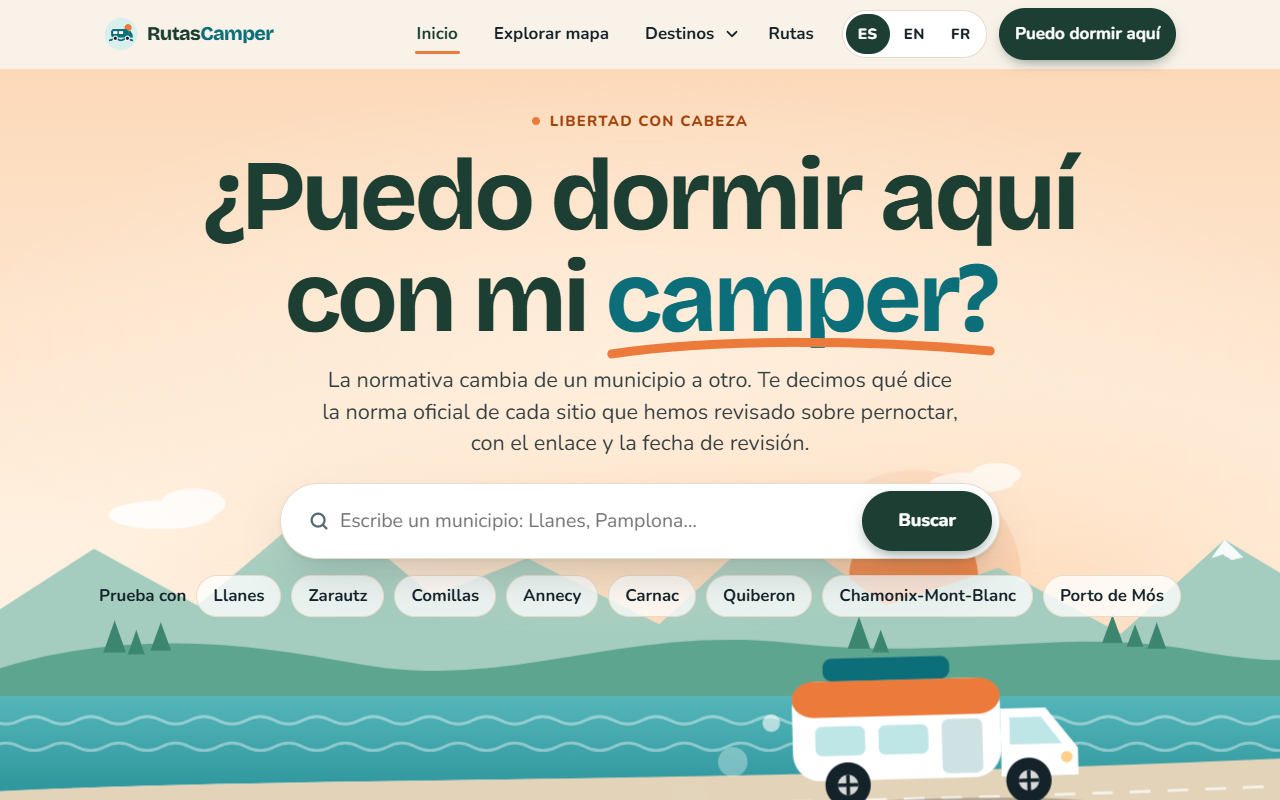 RutasCamper
Inicio
Explorar mapa
Destinos
Rutas
ES
EN
FR
Puedo dormir aquí
LIBERTAD CON CABEZA
¿Puedo dormir aquí
con mi camper?
La normativa cambia de un municipio a otro. Te decimos qué dice
la norma oficial de cada sitio que hemos revisado sobre pernoctar,
con el enlace y la fecha de revisión.
Escribe un municipio: Llanes, Pamplona...
Buscar
Prueba con
Llanes
Zarautz
Comillas
Annecy
Carnac
Quiberon
Chamonix-Mont-Blanc
Porto de Mós